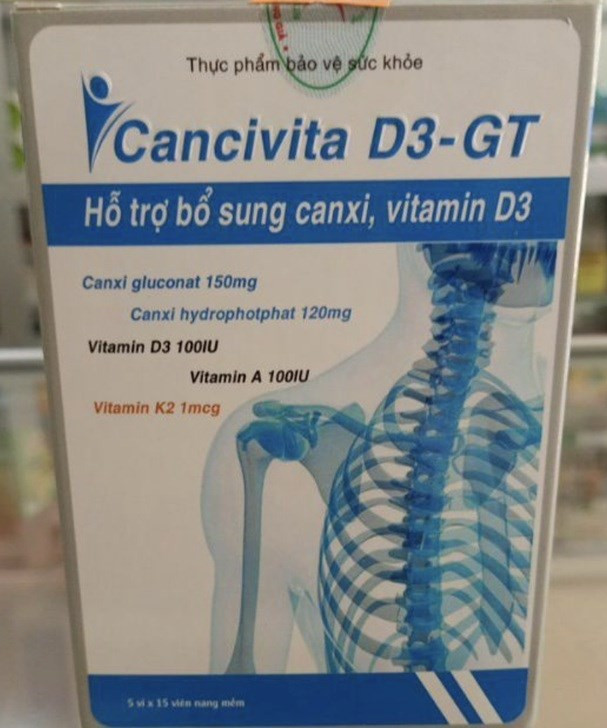 Thực phẩm bảo vệ sức khỏe
Cancivita D3-GT
Hỗ trợ bổ sung canxi, vitamin D3
Canxi gluconat 150mg
Canxi hydrophotphat 120mg
Vitamin D3 100IU
Vitamin A 100IU
Vitamin K2 1mcg
5 vỉ x 15 viên nang mềm